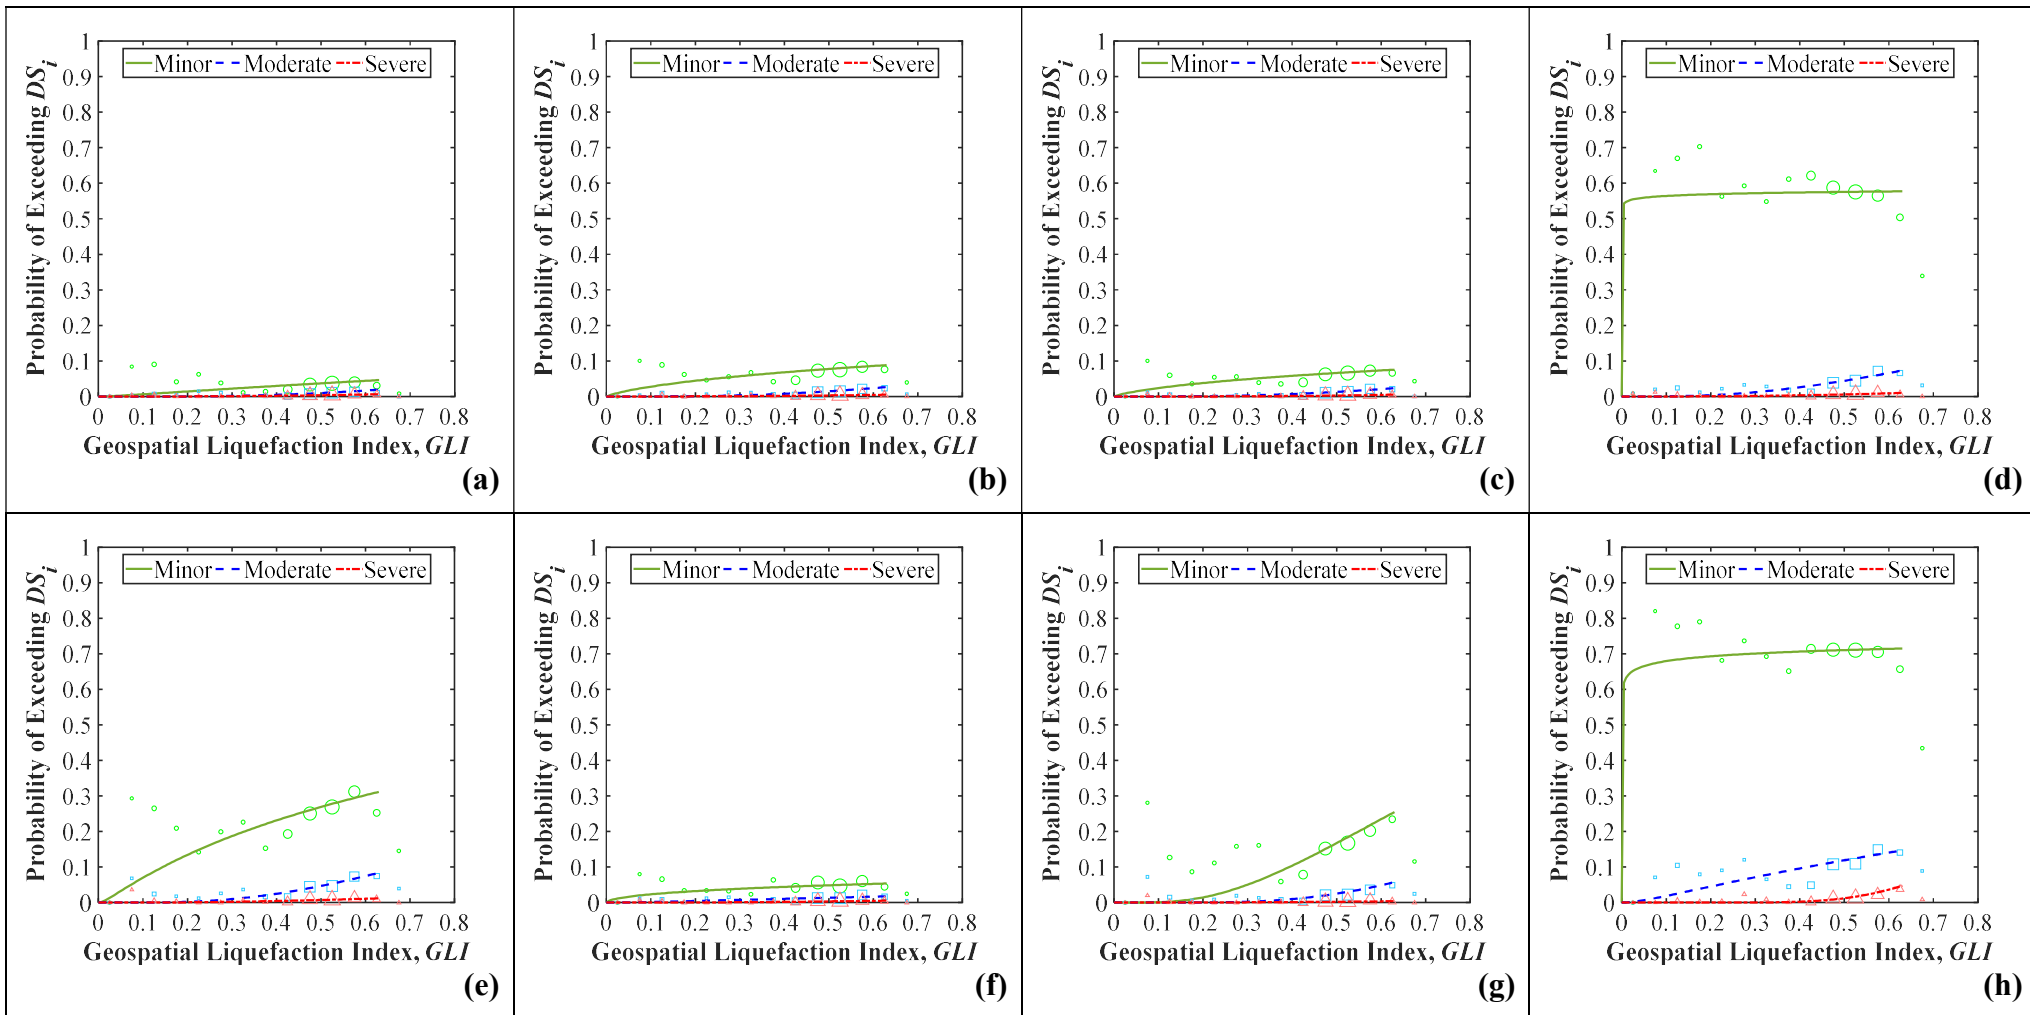 Probability of Exceeding DS_i
1
0.9
0.8
0.7
0.6
0.5
0.4
0.3
0.2
0.1
0
Minor Moderate Severe
0 0.1 0.2 0.3 0.4 0.5 0.6 0.7 0.8
Geospatial Liquefaction Index, GLI
(a)
Probability of Exceeding DS_i
1
0.9
0.8
0.7
0.6
0.5
0.4
0.3
0.2
0.1
0
Minor Moderate Severe
0 0.1 0.2 0.3 0.4 0.5 0.6 0.7 0.8
Geospatial Liquefaction Index, GLI
(b)
Probability of Exceeding DS_i
1
0.9
0.8
0.7
0.6
0.5
0.4
0.3
0.2
0.1
0
Minor Moderate Severe
0 0.1 0.2 0.3 0.4 0.5 0.6 0.7 0.8
Geospatial Liquefaction Index, GLI
(c)
Probability of Exceeding DS_i
1
0.9
0.8
0.7
0.6
0.5
0.4
0.3
0.2
0.1
0
Minor Moderate Severe
0 0.1 0.2 0.3 0.4 0.5 0.6 0.7 0.8
Geospatial Liquefaction Index, GLI
(d)
Probability of Exceeding DS_i
1
0.9
0.8
0.7
0.6
0.5
0.4
0.3
0.2
0.1
0
Minor Moderate Severe
0 0.1 0.2 0.3 0.4 0.5 0.6 0.7 0.8
Geospatial Liquefaction Index, GLI
(e)
Probability of Exceeding DS_i
1
0.9
0.8
0.7
0.6
0.5
0.4
0.3
0.2
0.1
0
Minor Moderate Severe
0 0.1 0.2 0.3 0.4 0.5 0.6 0.7 0.8
Geospatial Liquefaction Index, GLI
(f)
Probability of Exceeding DS_i
1
0.9
0.8
0.7
0.6
0.5
0.4
0.3
0.2
0.1
0
Minor Moderate Severe
0 0.1 0.2 0.3 0.4 0.5 0.6 0.7 0.8
Geospatial Liquefaction Index, GLI
(g)
Probability of Exceeding DS_i
1
0.9
0.8
0.7
0.6
0.5
0.4
0.3
0.2
0.1
0
Minor Moderate Severe
0 0.1 0.2 0.3 0.4 0.5 0.6 0.7 0.8
Geospatial Liquefaction Index, GLI
(h)